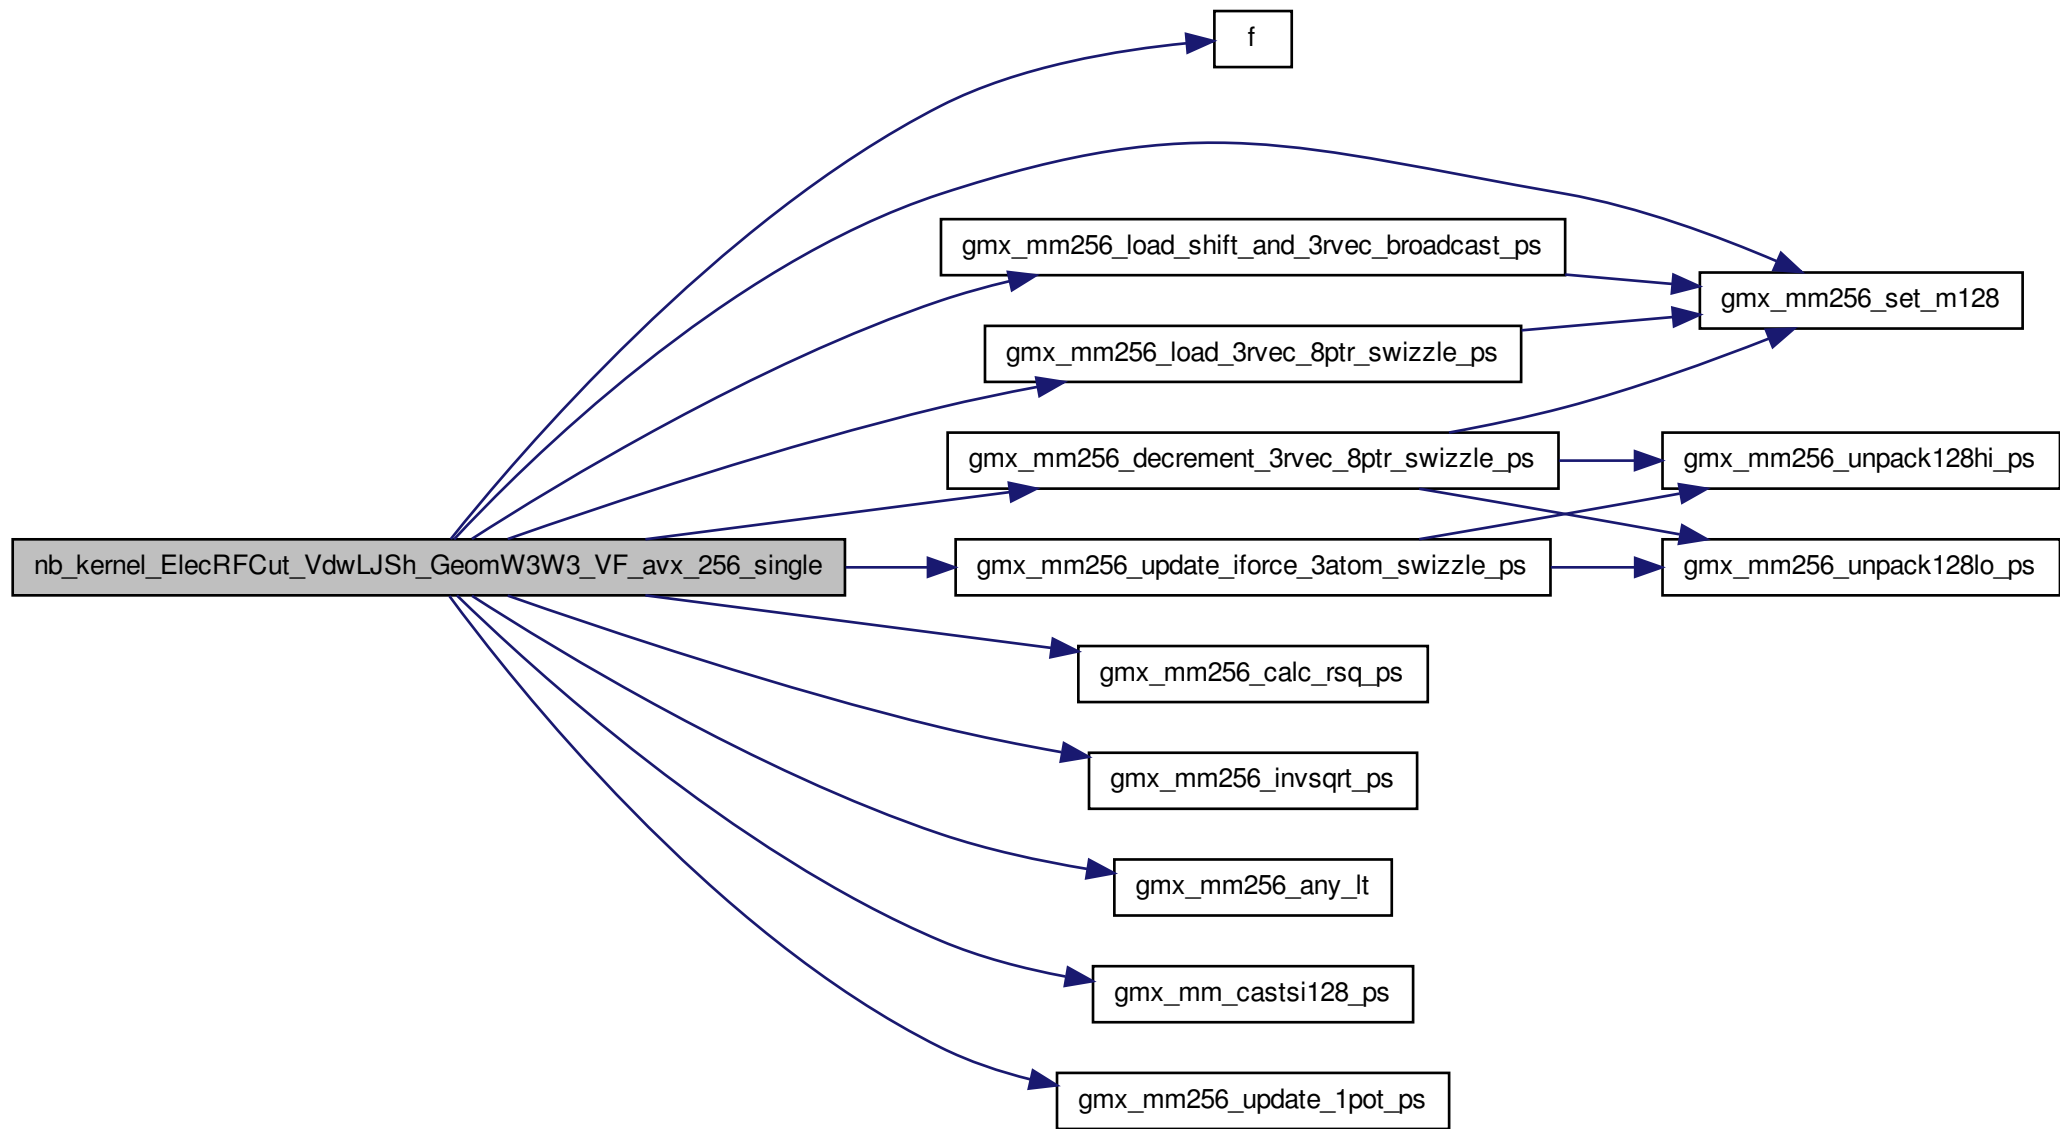 f
gmx_mm256_load_shift_and_3rvec_broadcast_ps
gmx_mm256_set_m128
gmx_mm256_load_3rvec_8ptr_swizzle_ps
gmx_mm256_decrement_3rvec_8ptr_swizzle_ps
gmx_mm256_unpack128hi_ps
nb_kernel_ElecRFCut_VdwLJSh_GeomW3W3_VF_avx_256_single
gmx_mm256_update_iforce_3atom_swizzle_ps
gmx_mm256_unpack128lo_ps
gmx_mm256_calc_rsq_ps
gmx_mm256_invsqrt_ps
gmx_mm256_any_lt
gmx_mm_castsi128_ps
gmx_mm256_update_1pot_ps